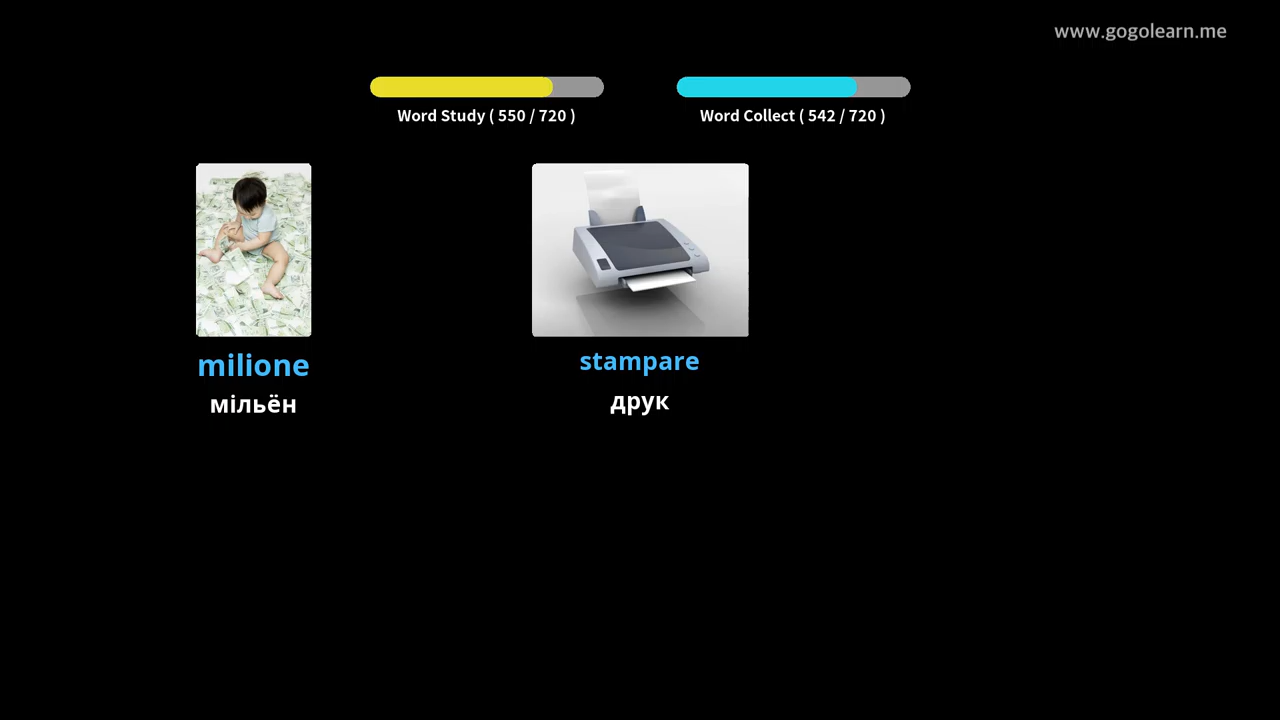 www.gogolearn.me
Word Study ( 550 / 720 )
Word Collect ( 542 / 720 )
milione
мільён
stampare
друк